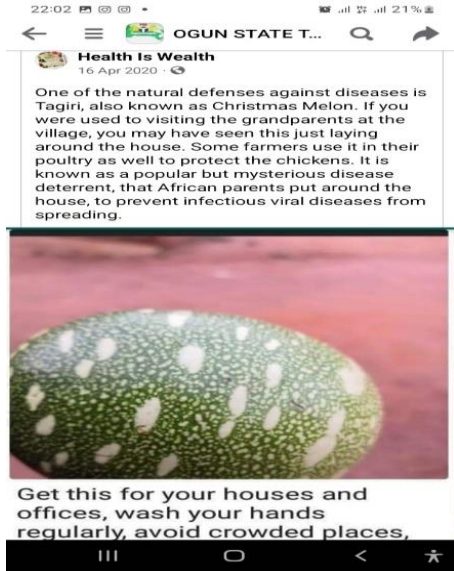 22:02
21%
OGUN STATE T...
Health Is Wealth
16 Apr 2020 ·
One of the natural defenses against diseases is
Tagiri, also known as Christmas Melon. If you
were used to visiting the grandparents at the
village, you may have seen this just laying
around the house. Some farmers use it in their
poultry as well to protect the chickens. It is
known as a popular but mysterious disease
deterrent, that African parents put around the
house, to prevent infectious viral diseases from
spreading.
Get this for your houses and
offices, wash your hands
regularly, avoid crowded places,